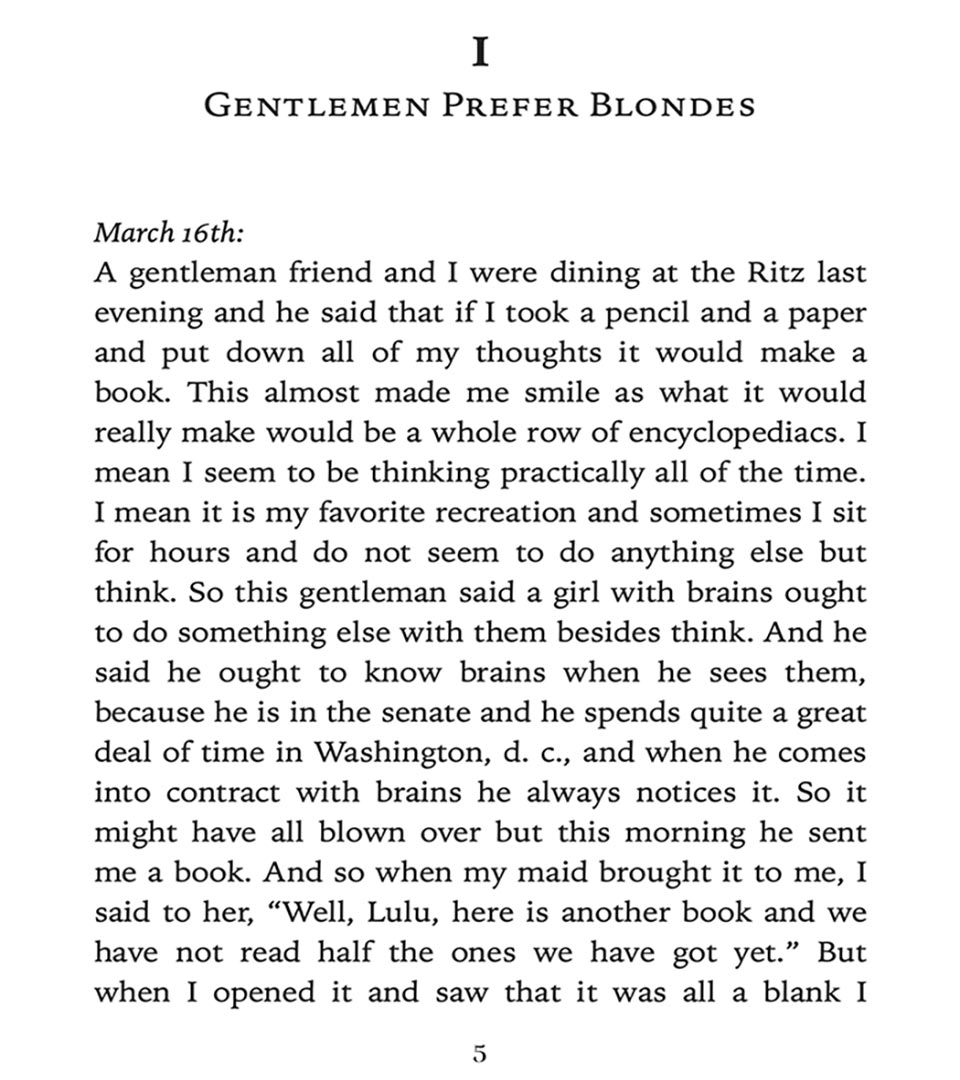 I
GENTLEMEN PREFER BLONDES
March 16th:
A gentleman friend and I were dining at the Ritz last
evening and he said that if I took a pencil and a paper
and put down all of my thoughts it would make a
book. This almost made me smile as what it would
really make would be a whole row of encyclopediacs. I
mean I seem to be thinking practically all of the time.
I mean it is my favorite recreation and sometimes I sit
for hours and do not seem to do anything else but
think. So this gentleman said a girl with brains ought
to do something else with them besides think. And he
said he ought to know brains when he sees them,
because he is in the senate and he spends quite a great
deal of time in Washington, d. c., and when he comes
into contract with brains he always notices it. So it
might have all blown over but this morning he sent
me a book. And so when my maid brought it to me, I
said to her, “Well, Lulu, here is another book and we
have not read half the ones we have got yet.” But
when I opened it and saw that it was all a blank I
5